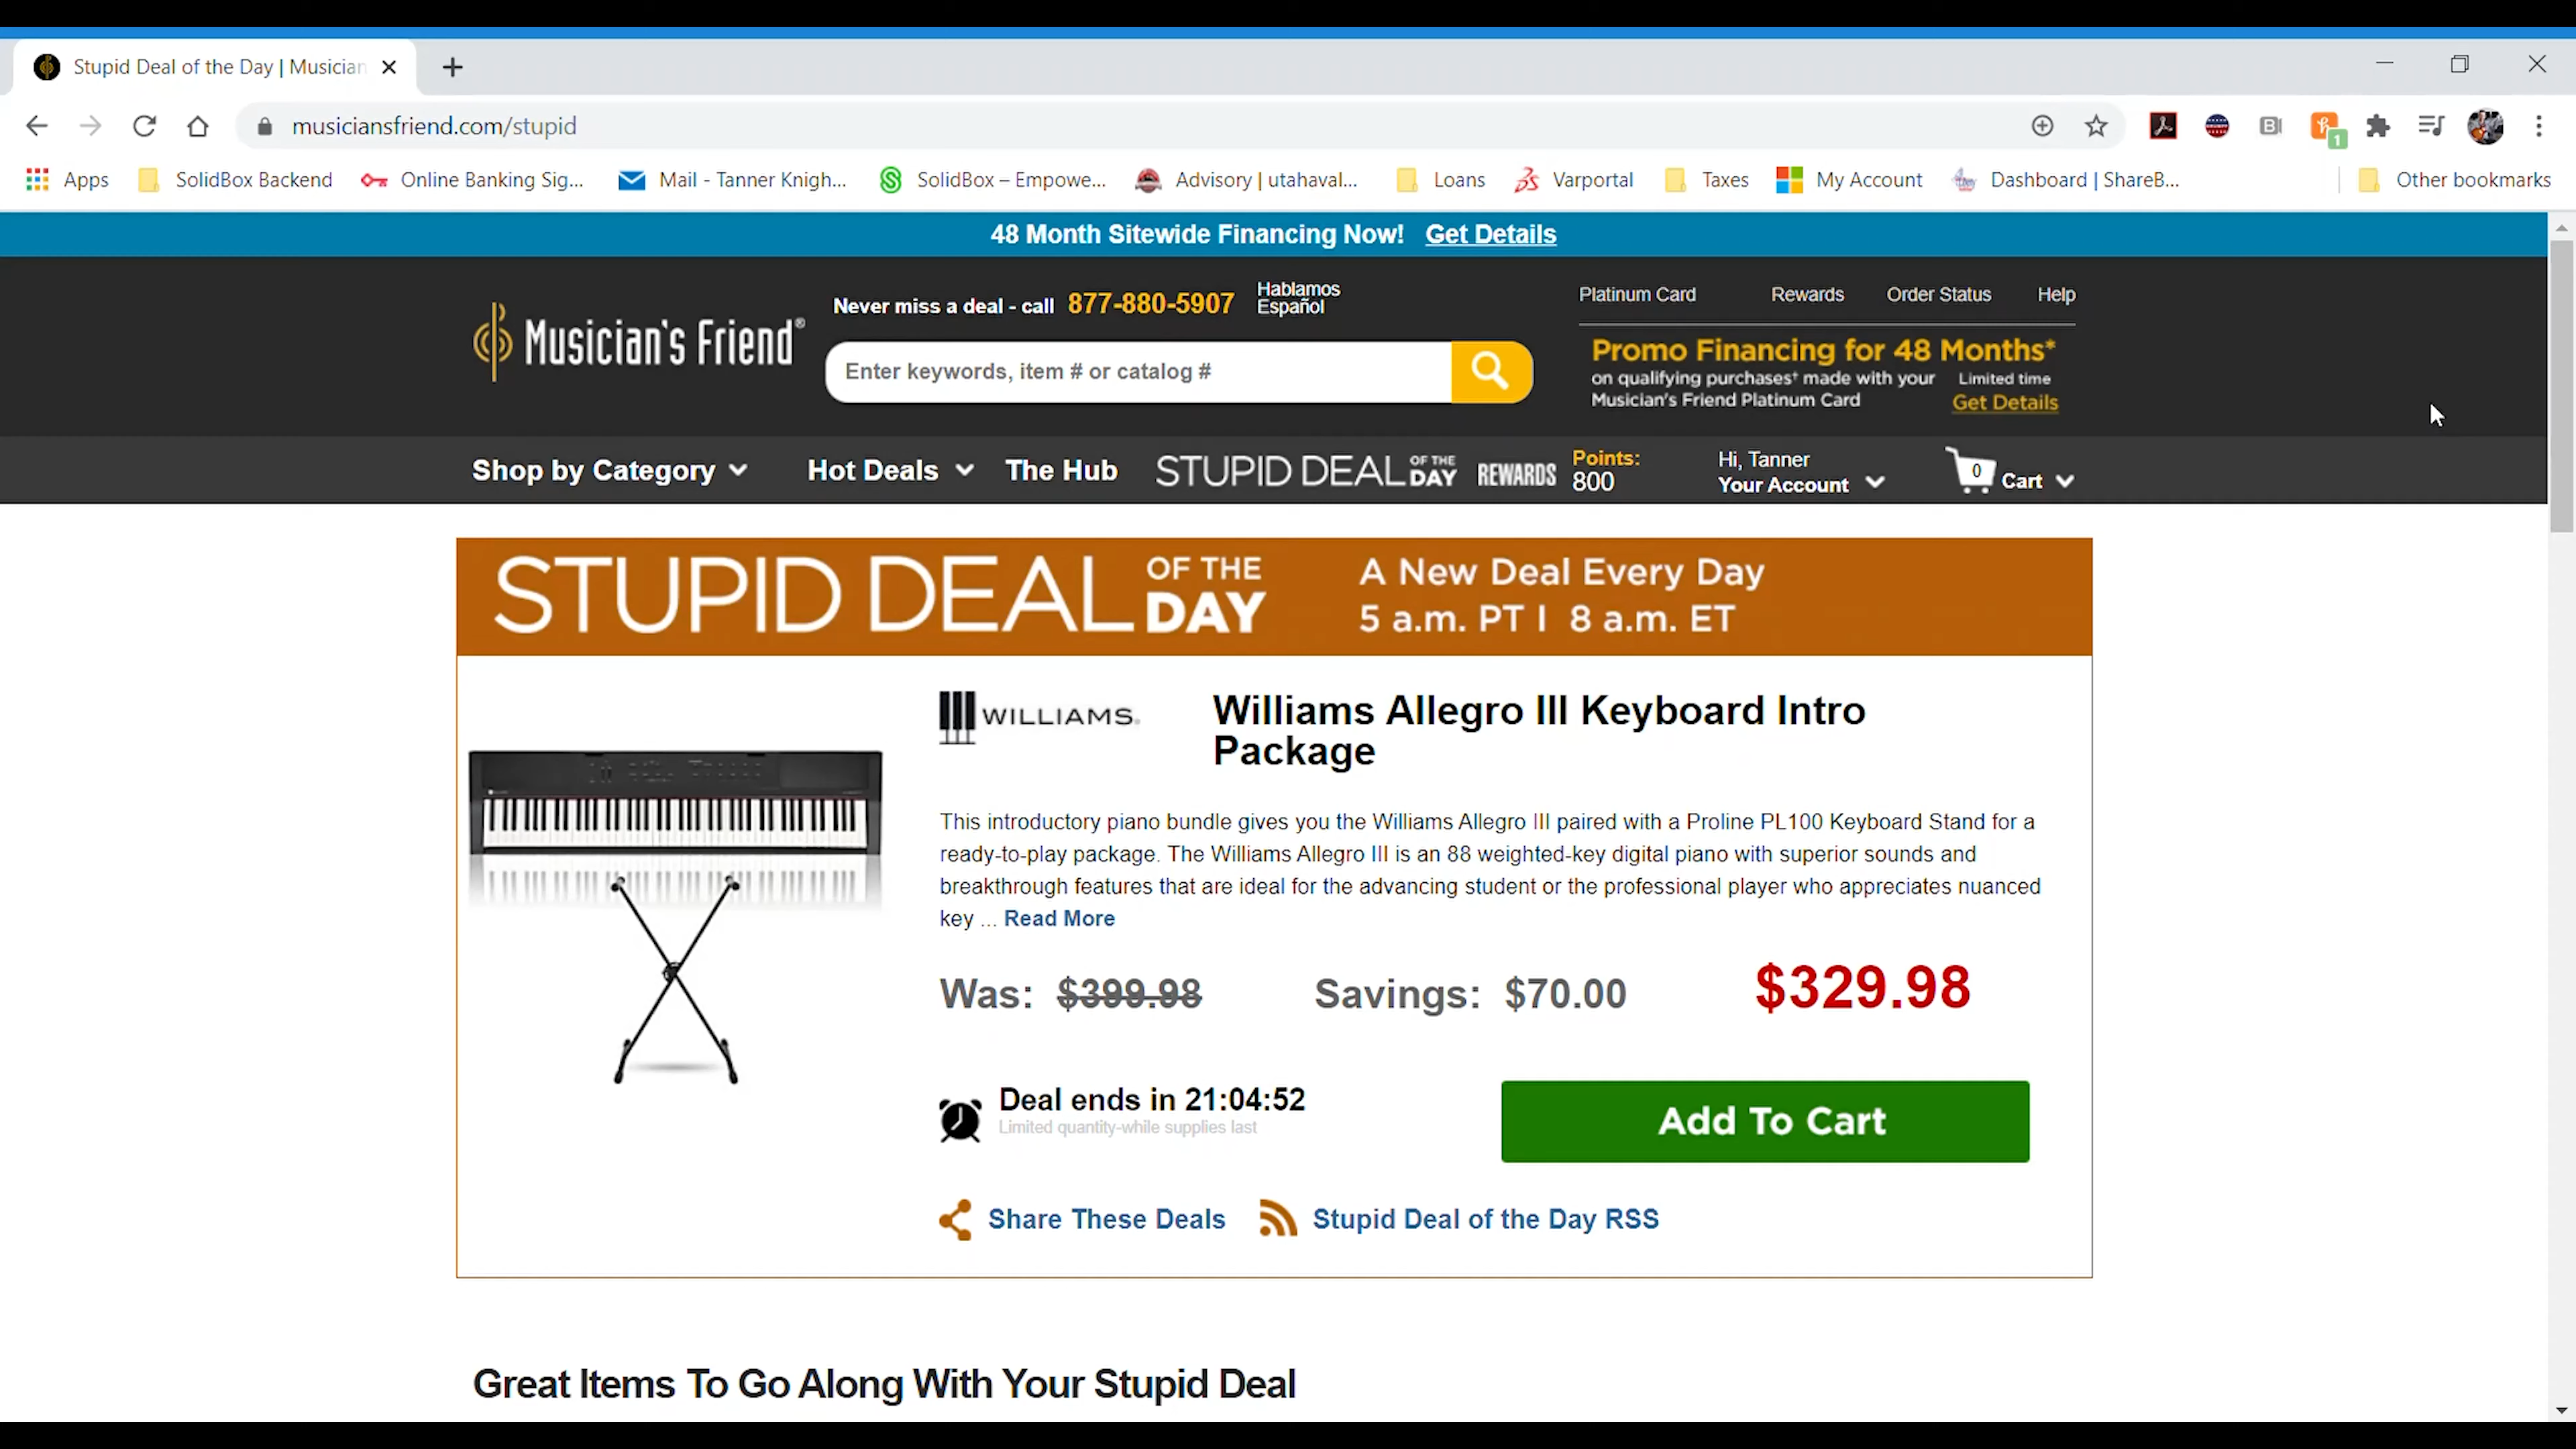 Stupid Deal of the Day | Musician
musiciansfriend.com/stupid
1
Apps
SolidBox Backend
Online Banking Sig...
Mail - Tanner Knigh...
SolidBox – Empowe...
Advisory | utahaval...
Loans
Varportal
Taxes
My Account
Dashboard | ShareB...
Other bookmarks
48 Month Sitewide Financing Now! Get Details
Musician's Friend®
Never miss a deal - call 877-880-5907
Hablamos
Español
Enter keywords, item # or catalog #
Platinum Card
Rewards
Order Status
Help
Promo Financing for 48 Months*
on qualifying purchases† made with your
Musician's Friend Platinum Card
Limited time
Get Details
Shop by Category
Hot Deals
The Hub
STUPID DEAL OF THE DAY
REWARDS
Points:
800
Hi, Tanner
Your Account
0
Cart
STUPID DEAL OF THE DAY
A New Deal Every Day
5 a.m. PT I 8 a.m. ET
WILLIAMS®
Williams Allegro III Keyboard Intro
Package
This introductory piano bundle gives you the Williams Allegro III paired with a Proline PL100 Keyboard Stand for a
ready-to-play package. The Williams Allegro III is an 88 weighted-key digital piano with superior sounds and
breakthrough features that are ideal for the advancing student or the professional player who appreciates nuanced
key ... Read More
Was: $399.98
Savings: $70.00
$329.98
Deal ends in 21:04:52
Limited quantity-while supplies last
Add To Cart
Share These Deals
Stupid Deal of the Day RSS
Great Items To Go Along With Your Stupid Deal